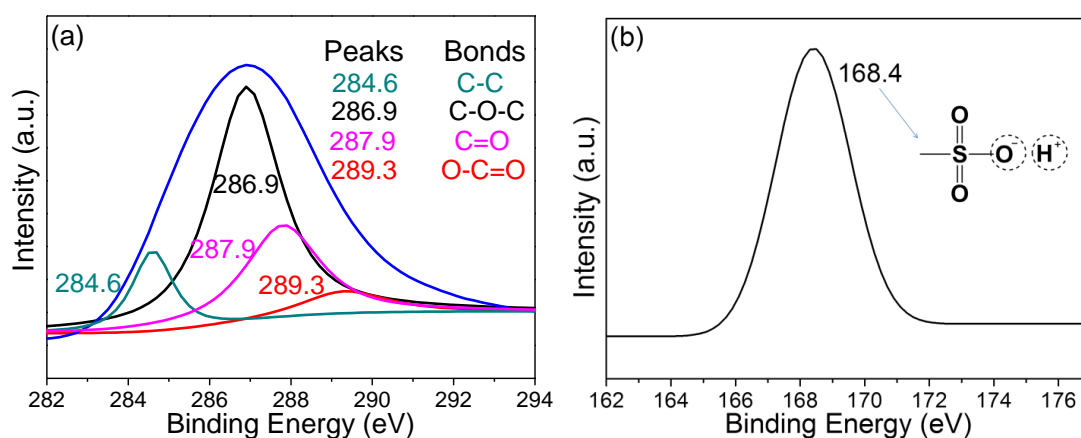 (a)
Peaks Bonds
284.6 C-C
286.9 C-O-C
287.9 C=O
289.3 O-C=O
286.9
287.9
284.6
289.3
Intensity (a.u.)
282 284 286 288 290 292 294
Binding Energy (eV)
(b)
168.4
O
S O⁻ H⁺
O
Intensity (a.u.)
162 164 166 168 170 172 174 176
Binding Energy (eV)